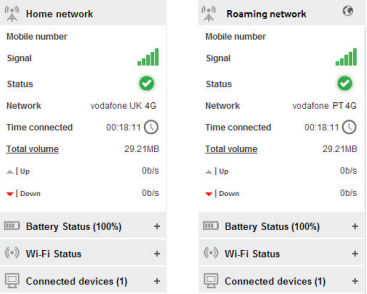 Home network
Mobile number
Signal
Status
Network vodafone UK 4G
Time connected 00:18:11
Total volume 29.21MB
Up 0b/s
Down 0b/s
Battery Status (100%) +
Wi-Fi Status +
Connected devices (1) +
Roaming network
Mobile number
Signal
Status
Network vodafone PT 4G
Time connected 00:18:11
Total volume 29.21MB
Up 0b/s
Down 0b/s
Battery Status (100%) +
Wi-Fi Status +
Connected devices (1) +